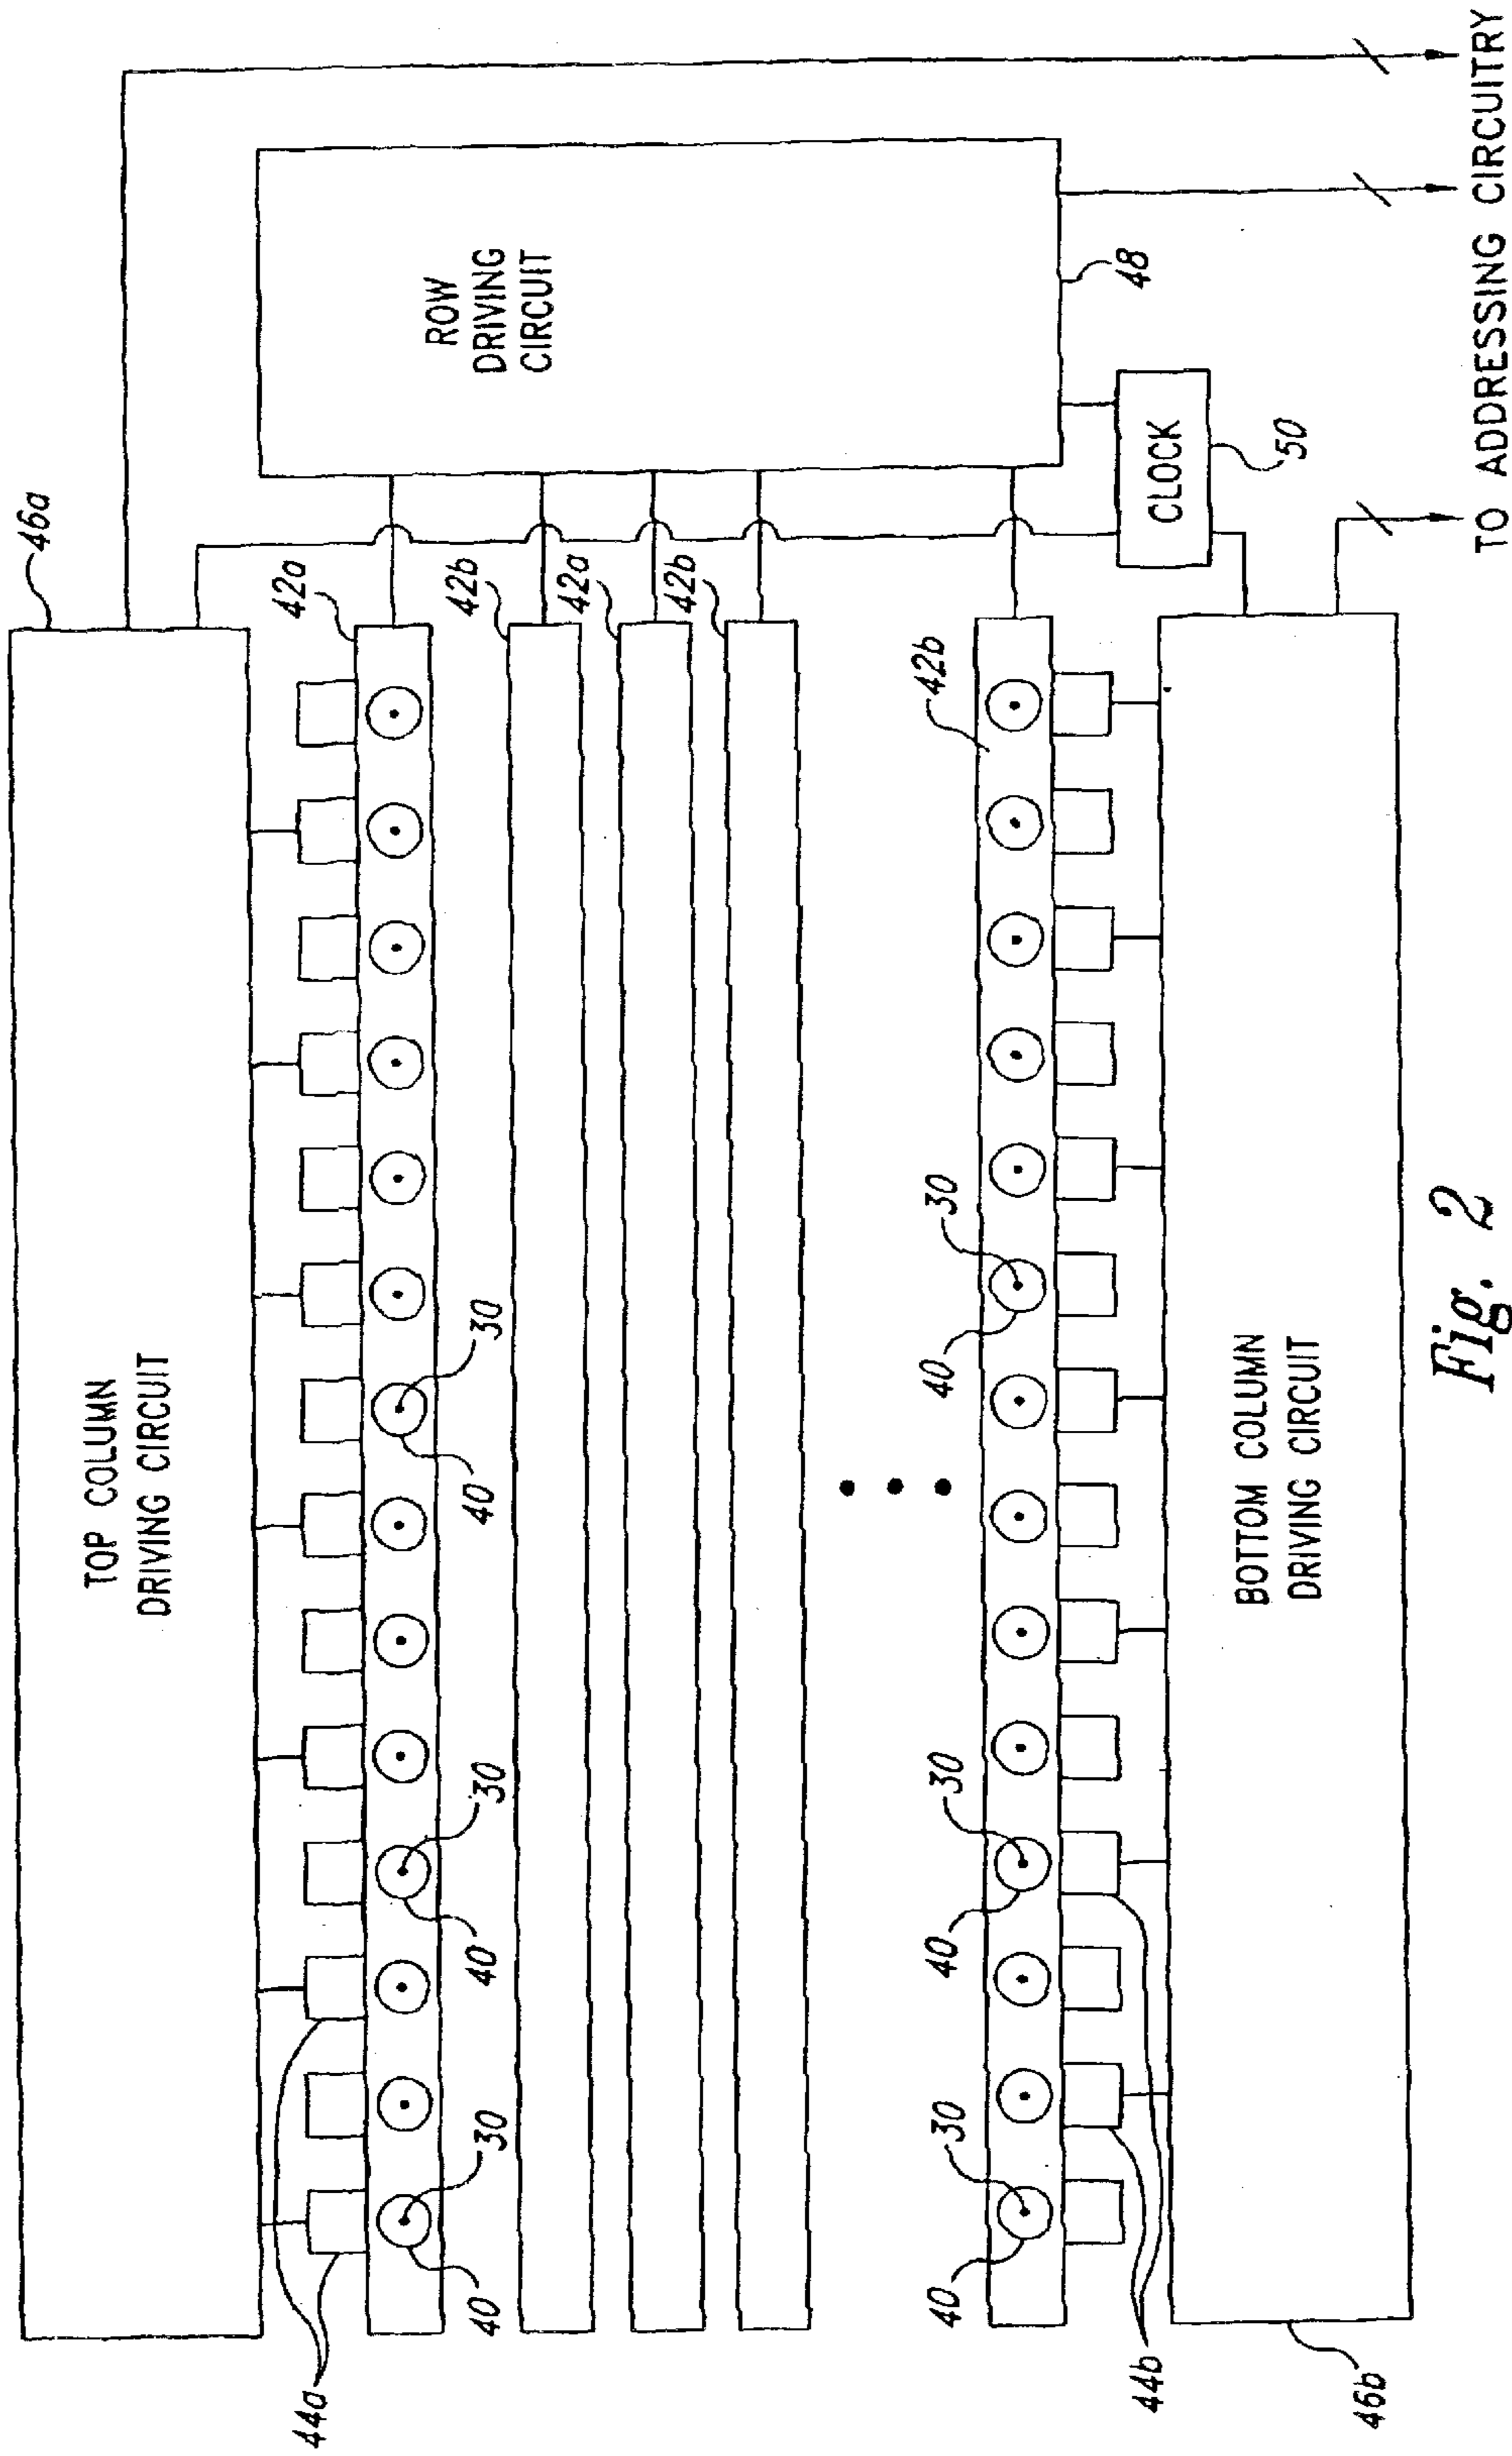 46a
TOP COLUMN
DRIVING CIRCUIT
44a
42a
40
30
40
30
40
30
42b
42a
42b
ROW
DRIVING
CIRCUIT
48
CLOCK
50
42b
40
30
40
30
40
30
44b
BOTTOM COLUMN
DRIVING CIRCUIT
46b
TO ADDRESSING CIRCUITRY
Fig. 2